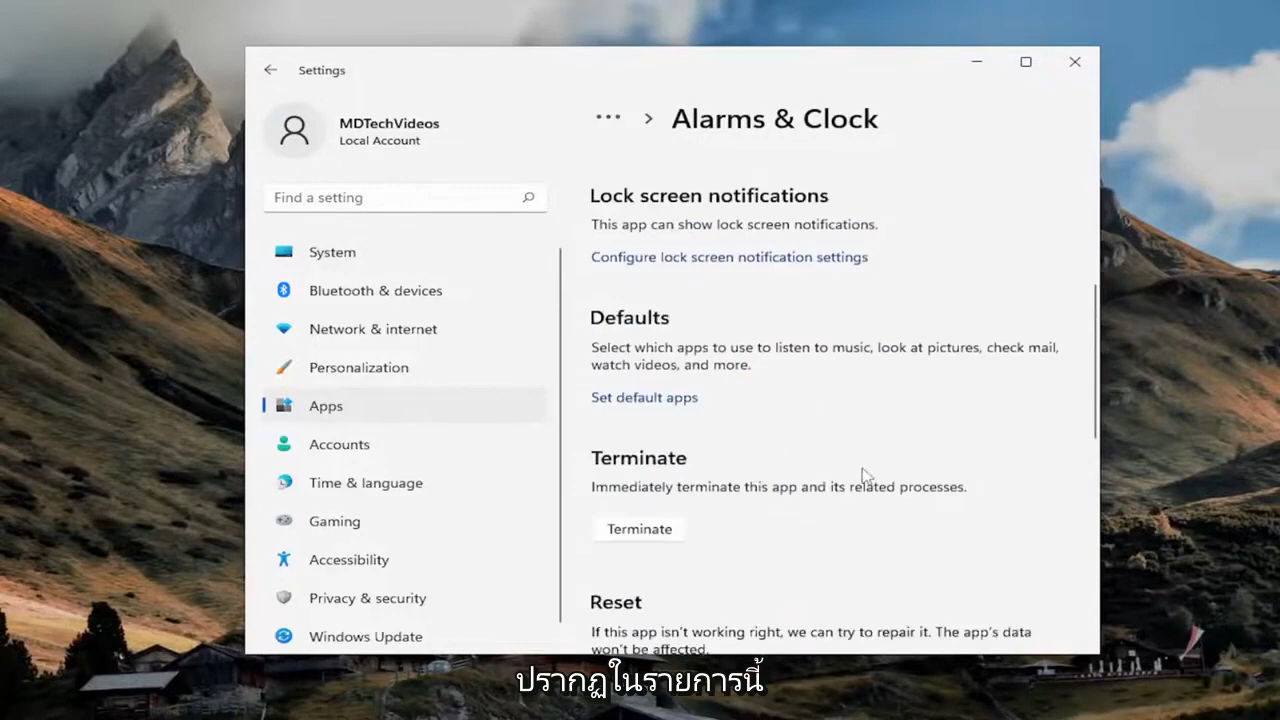 Settings
MDTechVideos
Local Account
Find a setting
System
Bluetooth & devices
Network & internet
Personalization
Apps
Accounts
Time & language
Gaming
Accessibility
Privacy & security
Windows Update
... > Alarms & Clock
Lock screen notifications
This app can show lock screen notifications.
Configure lock screen notification settings
Defaults
Select which apps to use to listen to music, look at pictures, check mail,
watch videos, and more.
Set default apps
Terminate
Immediately terminate this app and its related processes.
Terminate
Reset
If this app isn't working right, we can try to repair it. The app's data
won't be affected.
ปรากฏในรายการนี้